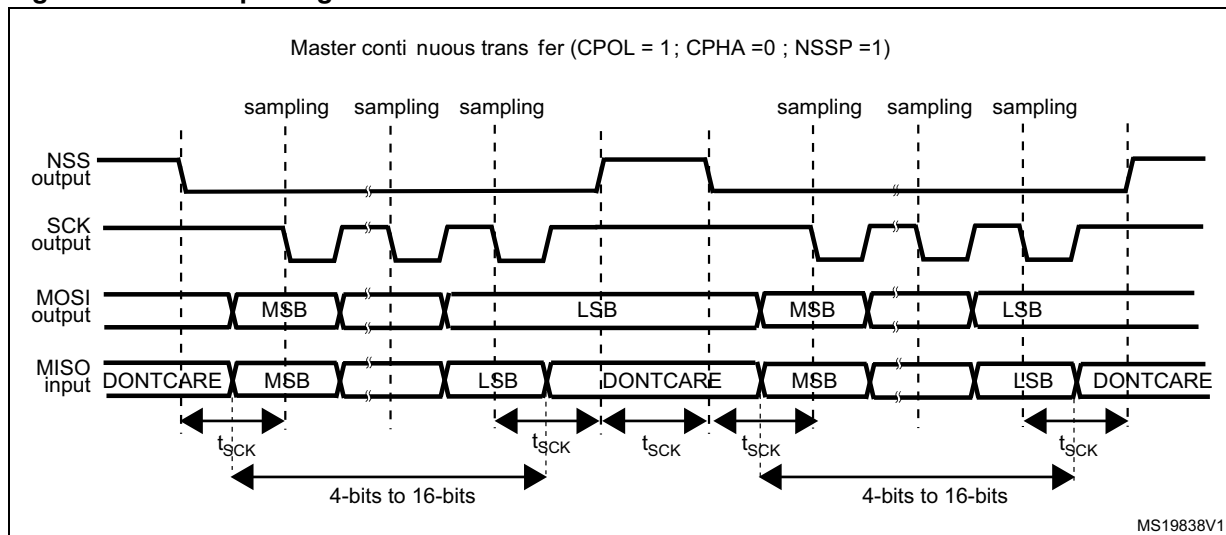 Master conti nuous trans fer (CPOL = 1; CPHA =0 ; NSSP =1)
sampling sampling sampling sampling sampling sampling
NSS
output
SCK
output
MOSI
output
MSB LSB MSB LSB
MISO
input
DONTCARE MSB LSB DONTCARE MSB LSB DONTCARE
tSCK tSCK tSCK tSCK tSCK
4-bits to 16-bits 4-bits to 16-bits
MS19838V1